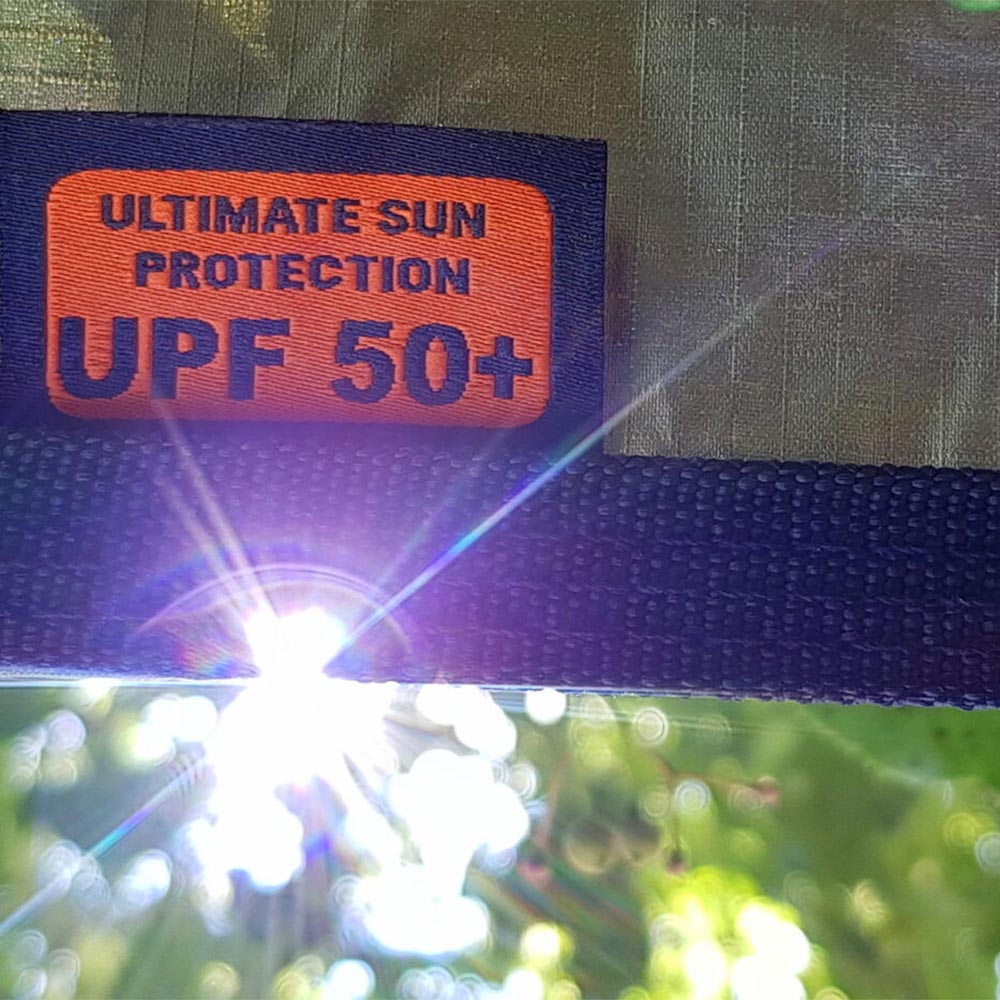 ULTIMATE SUN
PROTECTION
UPF 50+